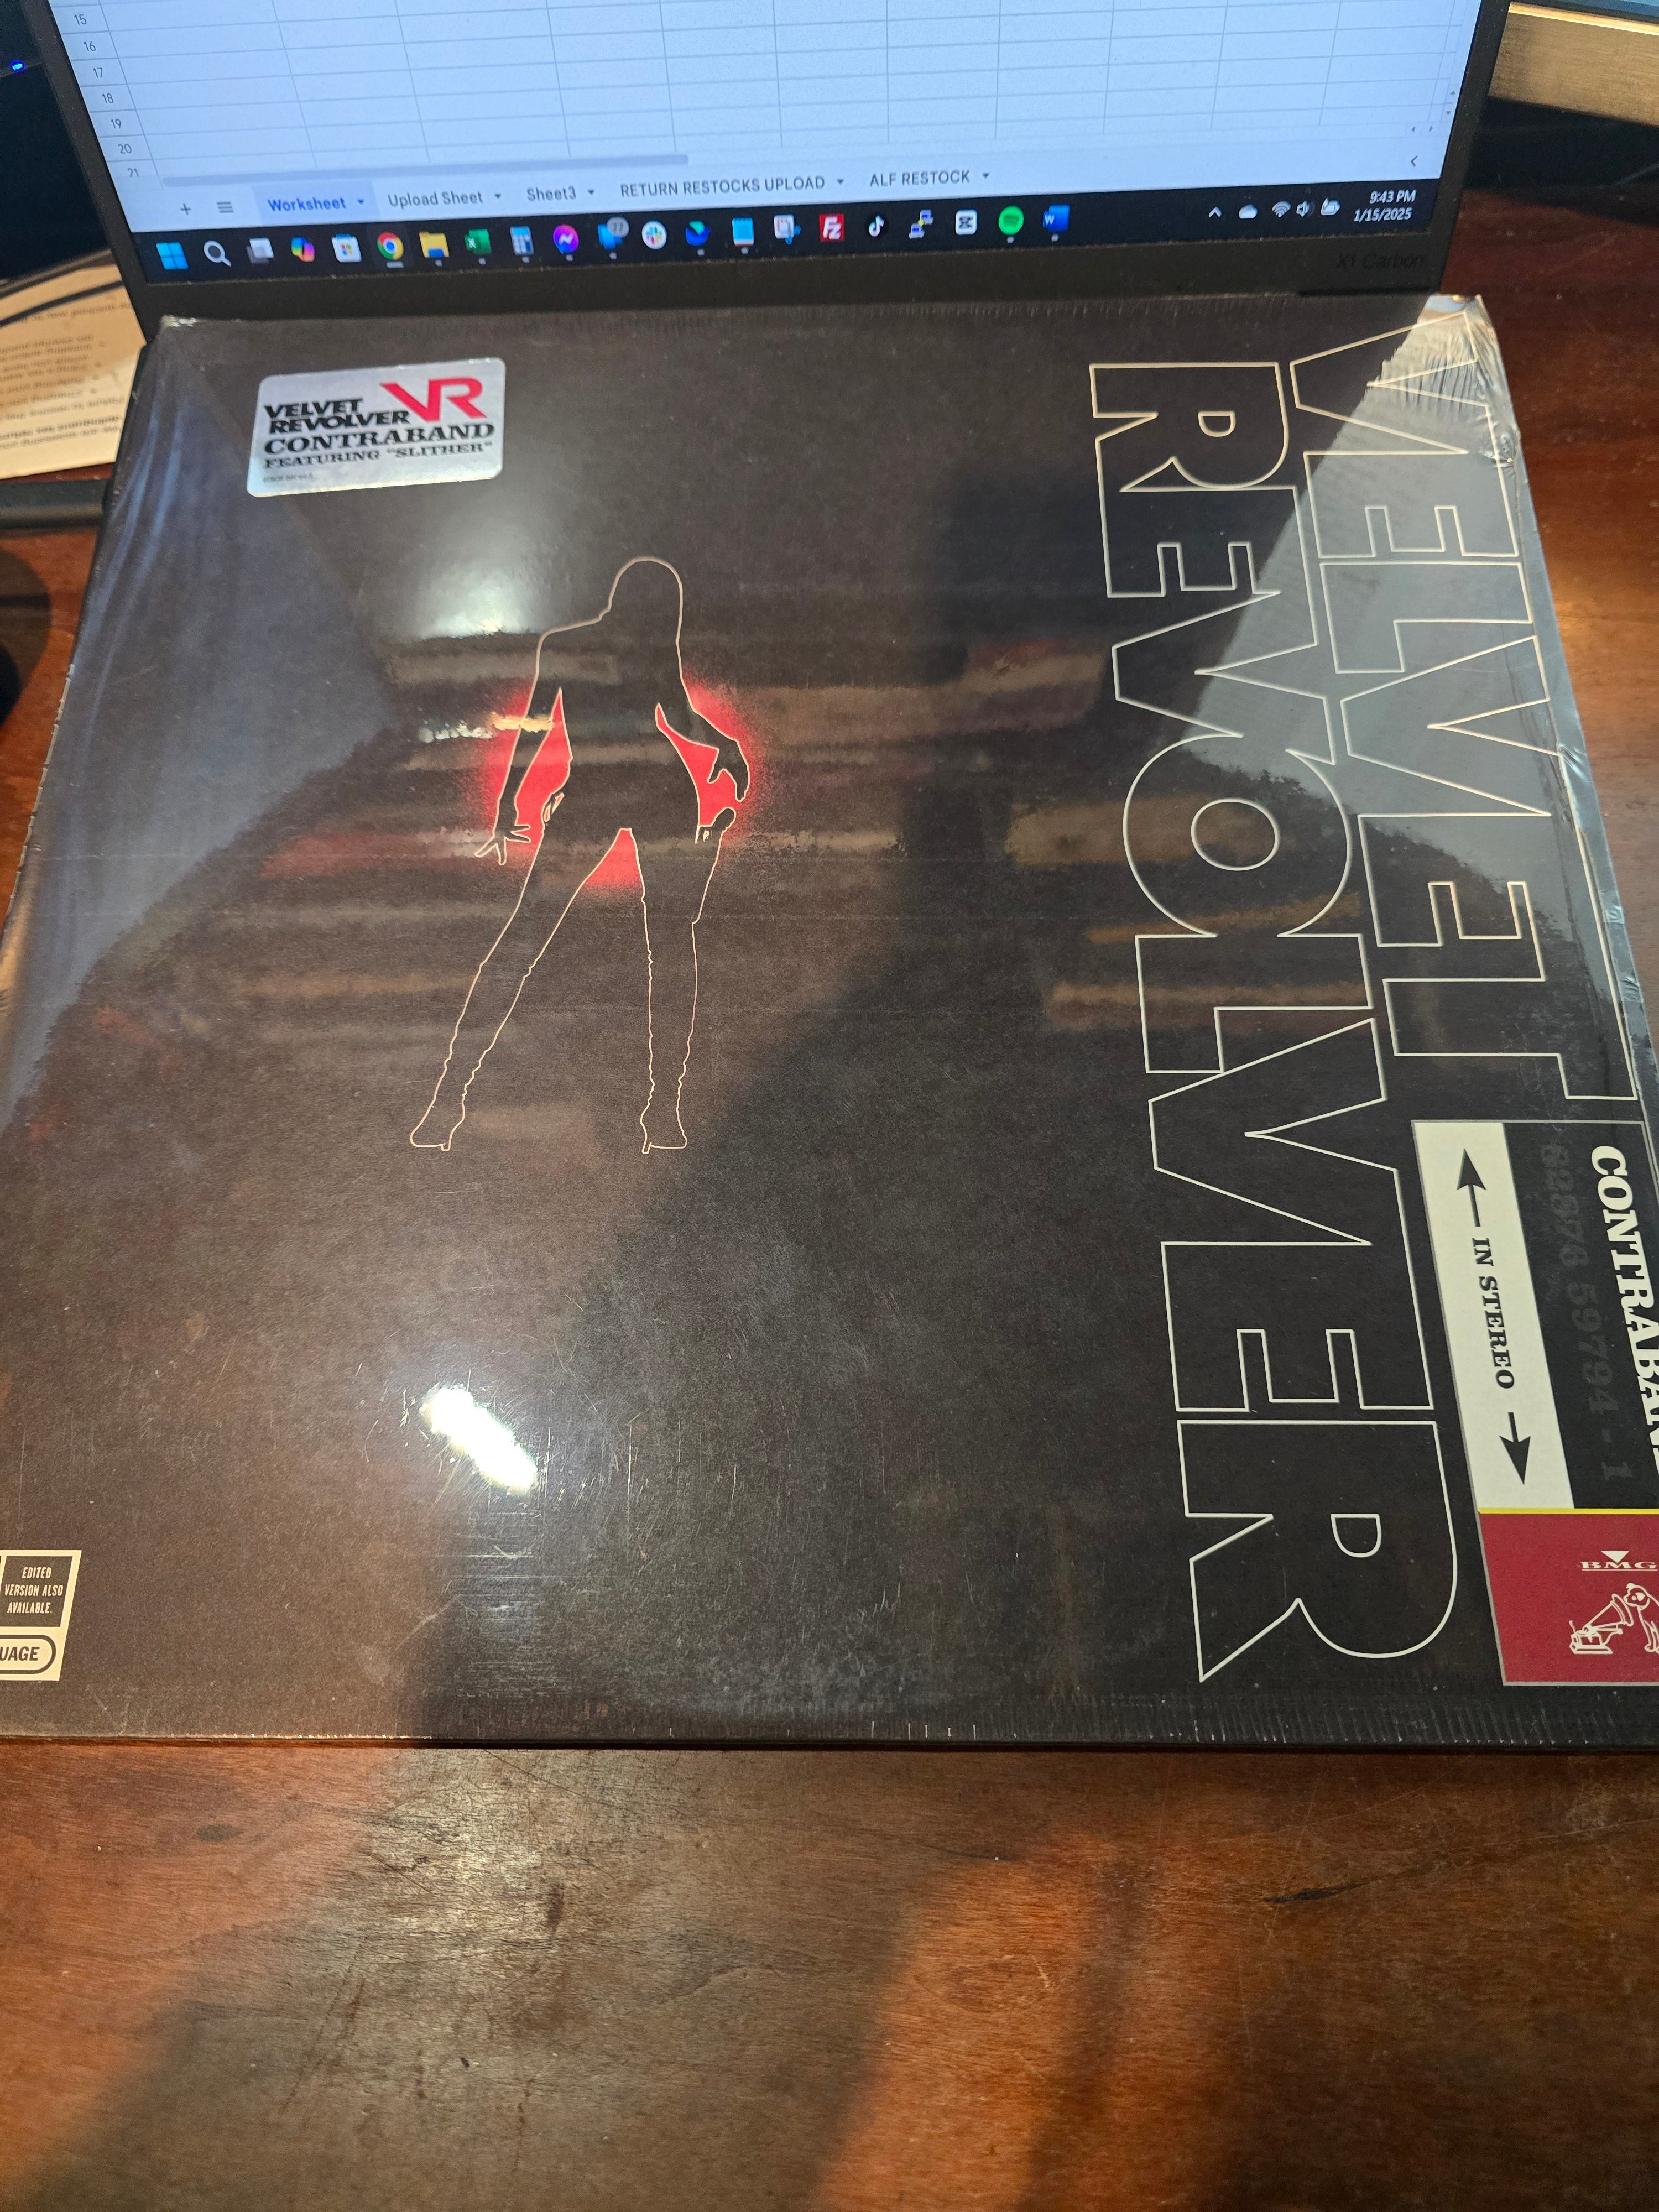 15
16
17
18
19
20
21
+ Worksheet Upload Sheet Sheet3 RETURN RESTOCKS UPLOAD ALF RESTOCK
77
9:43 PM
1/15/2025
X1 Carbon
VELVET
REVOLVER
VR
CONTRABAND
FEATURING "SLITHER"
VELVET
REVOLVER
CONTRABAN
82876 59794-1
IN STEREO
BMG
EDITED
VERSION ALSO
AVAILABLE.
UAGE